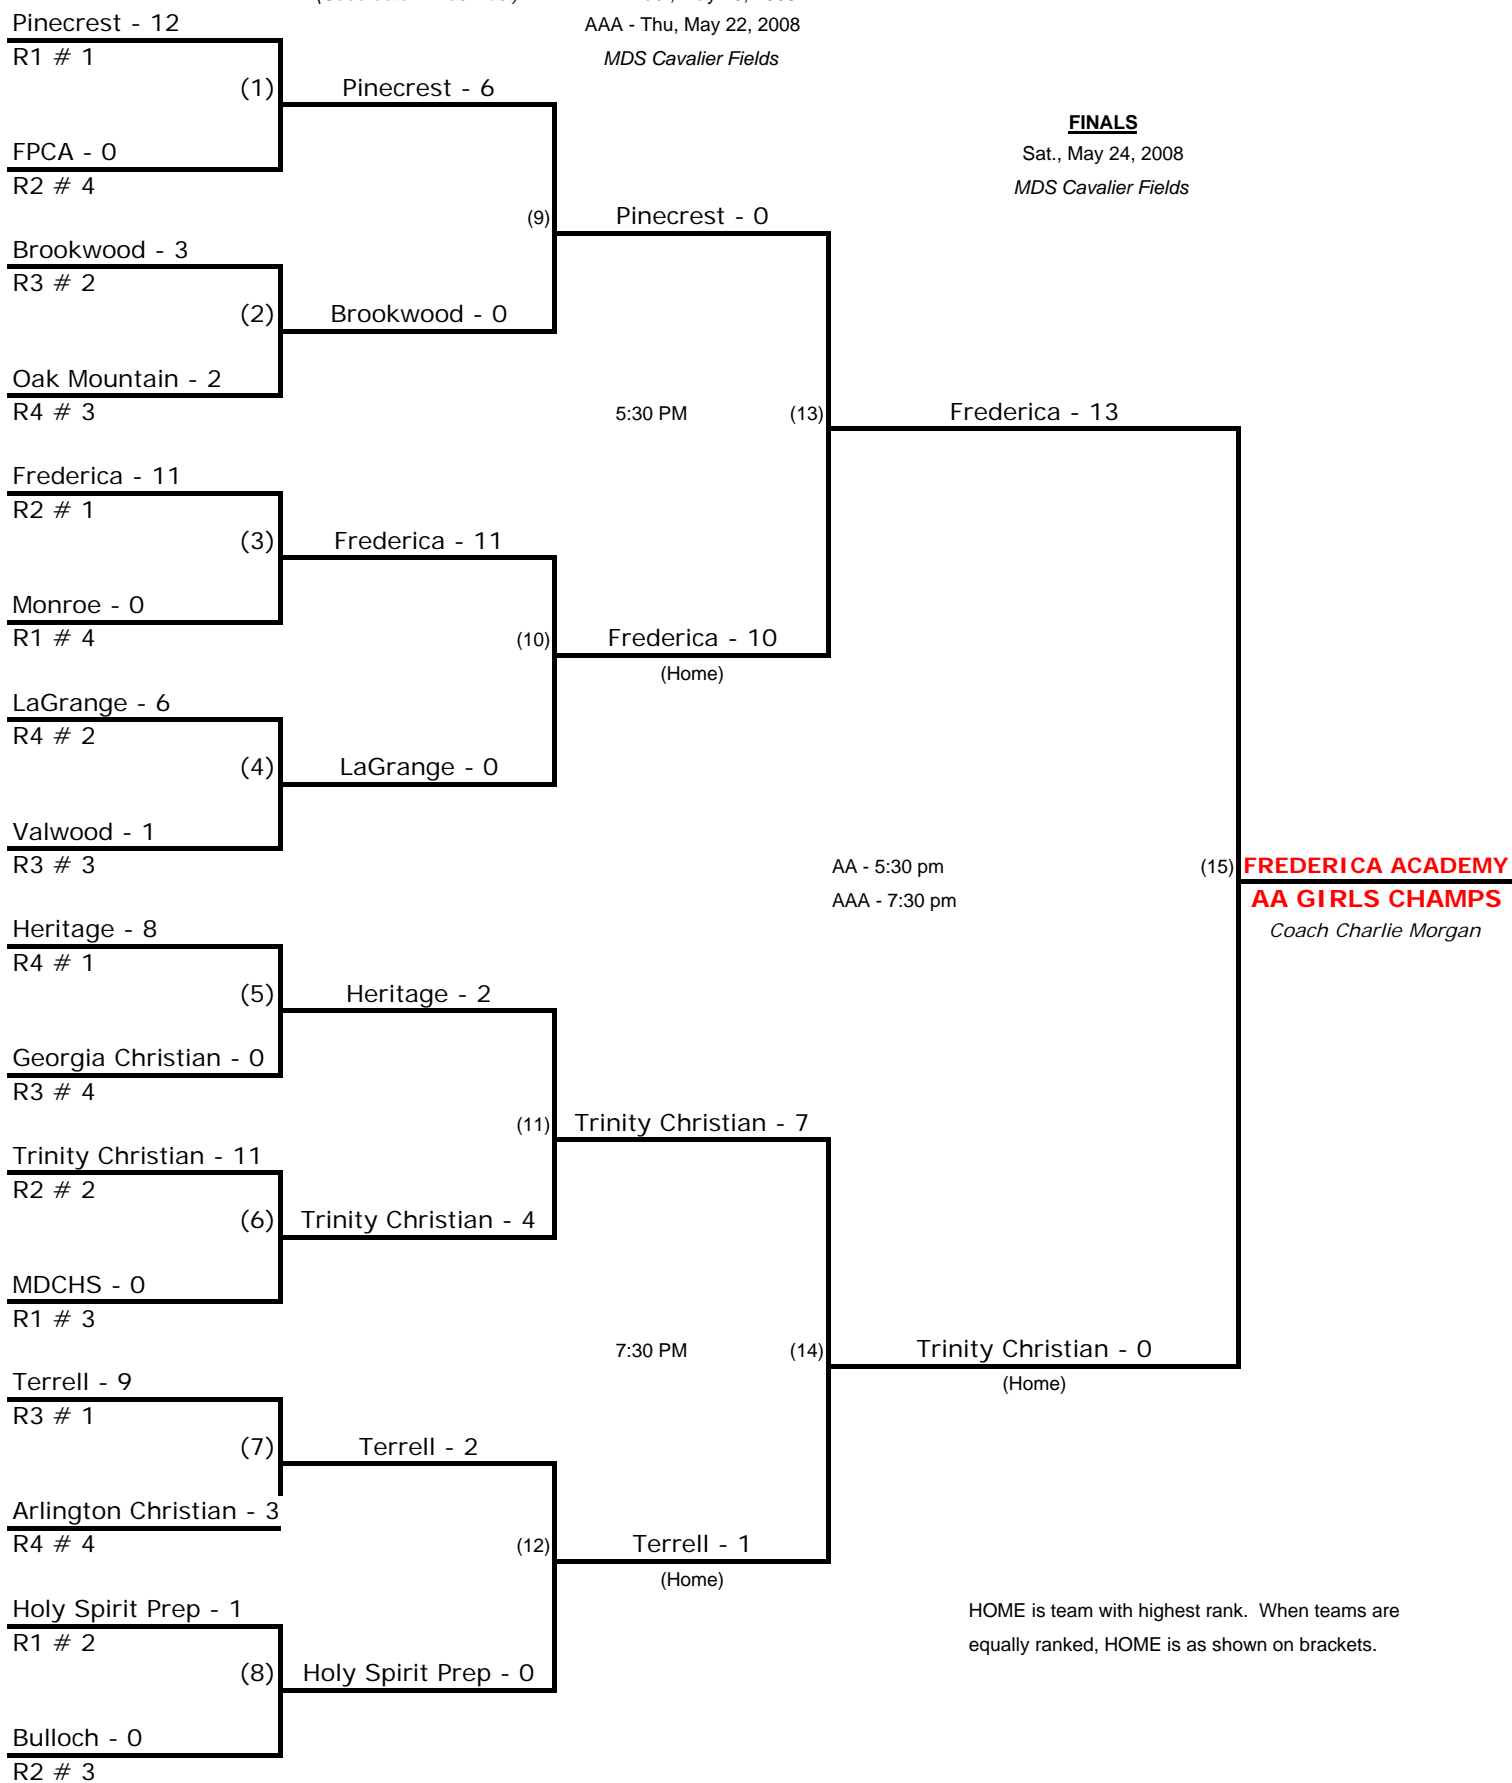 AAA - Thu, May 22, 2008
MDS Cavalier Fields
FINALS
Sat., May 24, 2008
MDS Cavalier Fields
Pinecrest - 12
R1 # 1
(1)
FPCA - 0
R2 # 4
Pinecrest - 6
Brookwood - 3
R3 # 2
(2)
Oak Mountain - 2
R4 # 3
Brookwood - 0
(9)
Pinecrest - 0
Frederica - 11
R2 # 1
(3)
Monroe - 0
R1 # 4
Frederica - 11
LaGrange - 6
R4 # 2
(4)
Valwood - 1
R3 # 3
LaGrange - 0
(10)
Frederica - 10
(Home)
5:30 PM
(13)
Frederica - 13
Heritage - 8
R4 # 1
(5)
Georgia Christian - 0
R3 # 4
Heritage - 2
Trinity Christian - 11
R2 # 2
(6)
MDCHS - 0
R1 # 3
Trinity Christian - 4
(11)
Trinity Christian - 7
Terrell - 9
R3 # 1
(7)
Arlington Christian - 3
R4 # 4
Terrell - 2
Holy Spirit Prep - 1
R1 # 2
(8)
Bulloch - 0
R2 # 3
Holy Spirit Prep - 0
(12)
Terrell - 1
(Home)
7:30 PM
(14)
Trinity Christian - 0
(Home)
AA - 5:30 pm
AAA - 7:30 pm
(15)
FREDERICA ACADEMY
AA GIRLS CHAMPS
Coach Charlie Morgan
HOME is team with highest rank. When teams are
equally ranked, HOME is as shown on brackets.